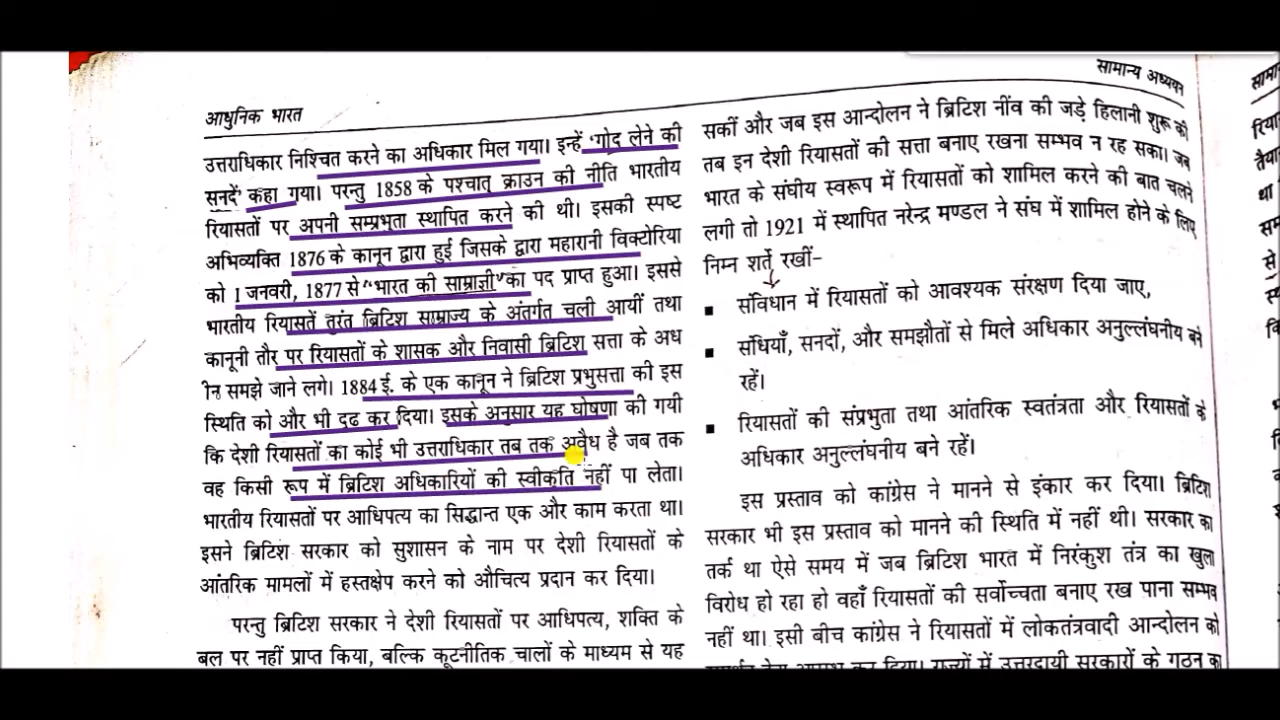 आधुनिक भारत
उत्तराधिकार निश्चित करने का अधिकार मिल गया। इन्हें 'गोद लेने की
सनदें' कहा गया। परन्तु 1858 के पश्चात् क्राउन की नीति भारतीय
रियासतों पर अपनी सम्प्रभुता स्थापित करने की थी। इसकी स्पष्ट
अभिव्यक्ति 1876 के कानून द्वारा हुई जिसके द्वारा महारानी विक्टोरिया
को 1 जनवरी, 1877 से "भारत की साम्राज्ञी" का पद प्राप्त हुआ। इससे
भारतीय रियासतें तुरंत ब्रिटिश साम्राज्य के अंतर्गत चली आयीं तथा
कानूनी तौर पर रियासतों के शासक और निवासी ब्रिटिश सत्ता के अध
ीन समझे जाने लगे। 1884 ई. के एक कानून ने ब्रिटिश प्रभुसत्ता की इस
स्थिति को और भी दृढ कर दिया। इसके अनुसार यह घोषणा की गयी
कि देशी रियासतों का कोई भी उत्तराधिकार तब तक अवैध है जब तक
वह किसी रूप में ब्रिटिश अधिकारियों की स्वीकृति नहीं पा लेता।
भारतीय रियासतों पर आधिपत्य का सिद्धान्त एक और काम करता था।
इसने ब्रिटिश सरकार को सुशासन के नाम पर देशी रियासतों के
आंतरिक मामलों में हस्तक्षेप करने को औचित्य प्रदान कर दिया।
परन्तु ब्रिटिश सरकार ने देशी रियासतों पर आधिपत्य, शक्ति के
बल पर नहीं प्राप्त किया, बल्कि कूटनीतिक चालों के माध्यम से यह
सामान्य अध्ययन
सकीं और जब इस आन्दोलन ने ब्रिटिश नींव की जड़े हिलानी शुरू की
तब इन देशी रियासतों की सत्ता बनाए रखना सम्भव न रह सका। जब
भारत के संघीय स्वरूप में रियासतों को शामिल करने की बात चलने
लगी तो 1921 में स्थापित नरेन्द्र मण्डल ने संघ में शामिल होने के लिए
निम्न शर्तें रखीं-
▪ संविधान में रियासतों को आवश्यक संरक्षण दिया जाए,
▪ संधियाँ, सनदों, और समझौतों से मिले अधिकार अनुल्लंघनीय बने
रहें।
▪ रियासतों की संप्रभुता तथा आंतरिक स्वतंत्रता और रियासतों के
अधिकार अनुल्लंघनीय बने रहें।
इस प्रस्ताव को कांग्रेस ने मानने से इंकार कर दिया। ब्रिटिश
सरकार भी इस प्रस्ताव को मानने की स्थिति में नहीं थी। सरकार का
तर्क था ऐसे समय में जब ब्रिटिश भारत में निरंकुश तंत्र का खुला
विरोध हो रहा हो वहाँ रियासतों की सर्वोच्चता बनाए रख पाना सम्भव
नहीं था। इसी बीच कांग्रेस ने रियासतों में लोकतंत्रवादी आन्दोलन को
राज्यों में उत्तरदायी सरकारों के गठन का